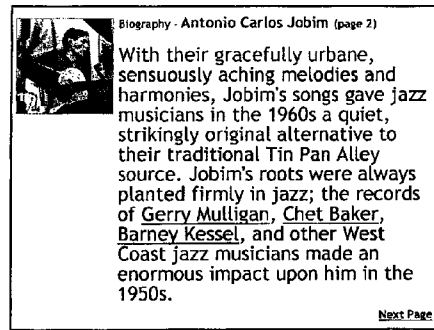 Biography - Antonio Carlos Jobim (page 2)
With their gracefully urbane,
sensuously aching melodies and
harmonies, Jobim's songs gave jazz
musicians in the 1960s a quiet,
strikingly original alternative to
their traditional Tin Pan Alley
source. Jobim's roots were always
planted firmly in jazz; the records
of Gerry Mulligan, Chet Baker,
Barney Kessel, and other West
Coast jazz musicians made an
enormous impact upon him in the
1950s.
Next Page